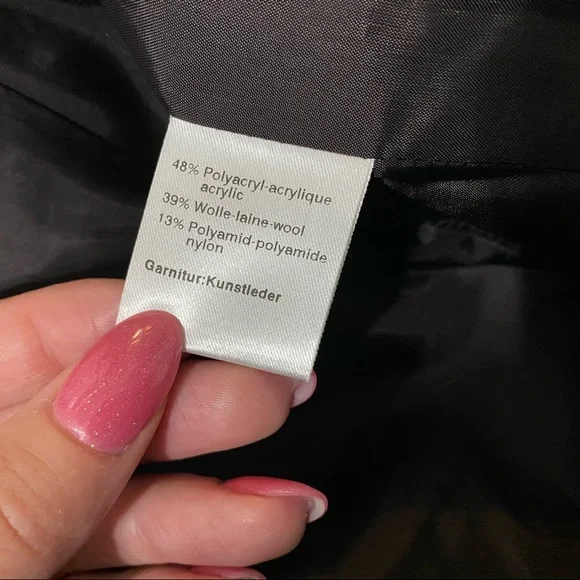 48% Polyacryl-acrylique
acrylic
39% Wolle-laine-wool
13% Polyamid-polyamide
nylon
Garnitur:Kunstleder